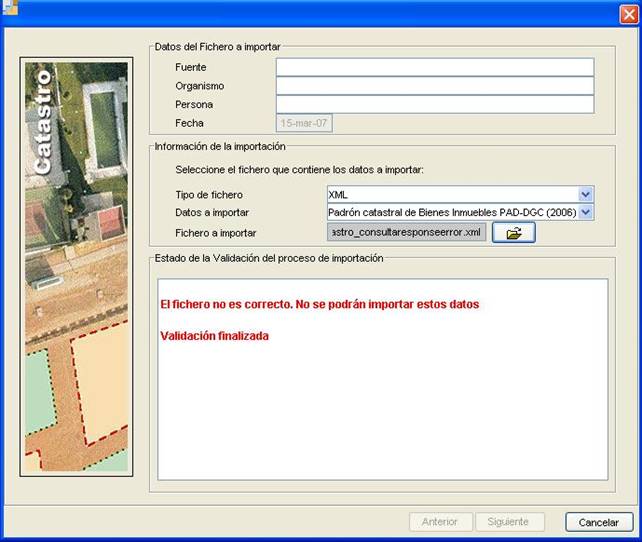 Catastro
Datos del Fichero a importar
Fuente
Organismo
Persona
Fecha 15-mar-07
Información de la importación
Seleccione el fichero que contiene los datos a importar:
Tipo de fichero XML
Datos a importar Padrón catastral de Bienes Inmuebles PAD-DGC (2006)
Fichero a importar astro_consultaresponseerror.xml
Estado de la Validación del proceso de importación
El fichero no es correcto. No se podrán importar estos datos
Validación finalizada
Anterior Siguiente Cancelar